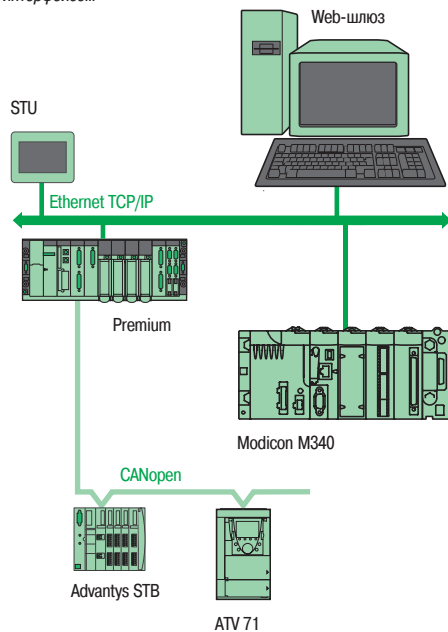 Web-шлюз
STU
Ethernet TCP/IP
Premium
Modicon M340
CANopen
Advantys STB
ATV 71